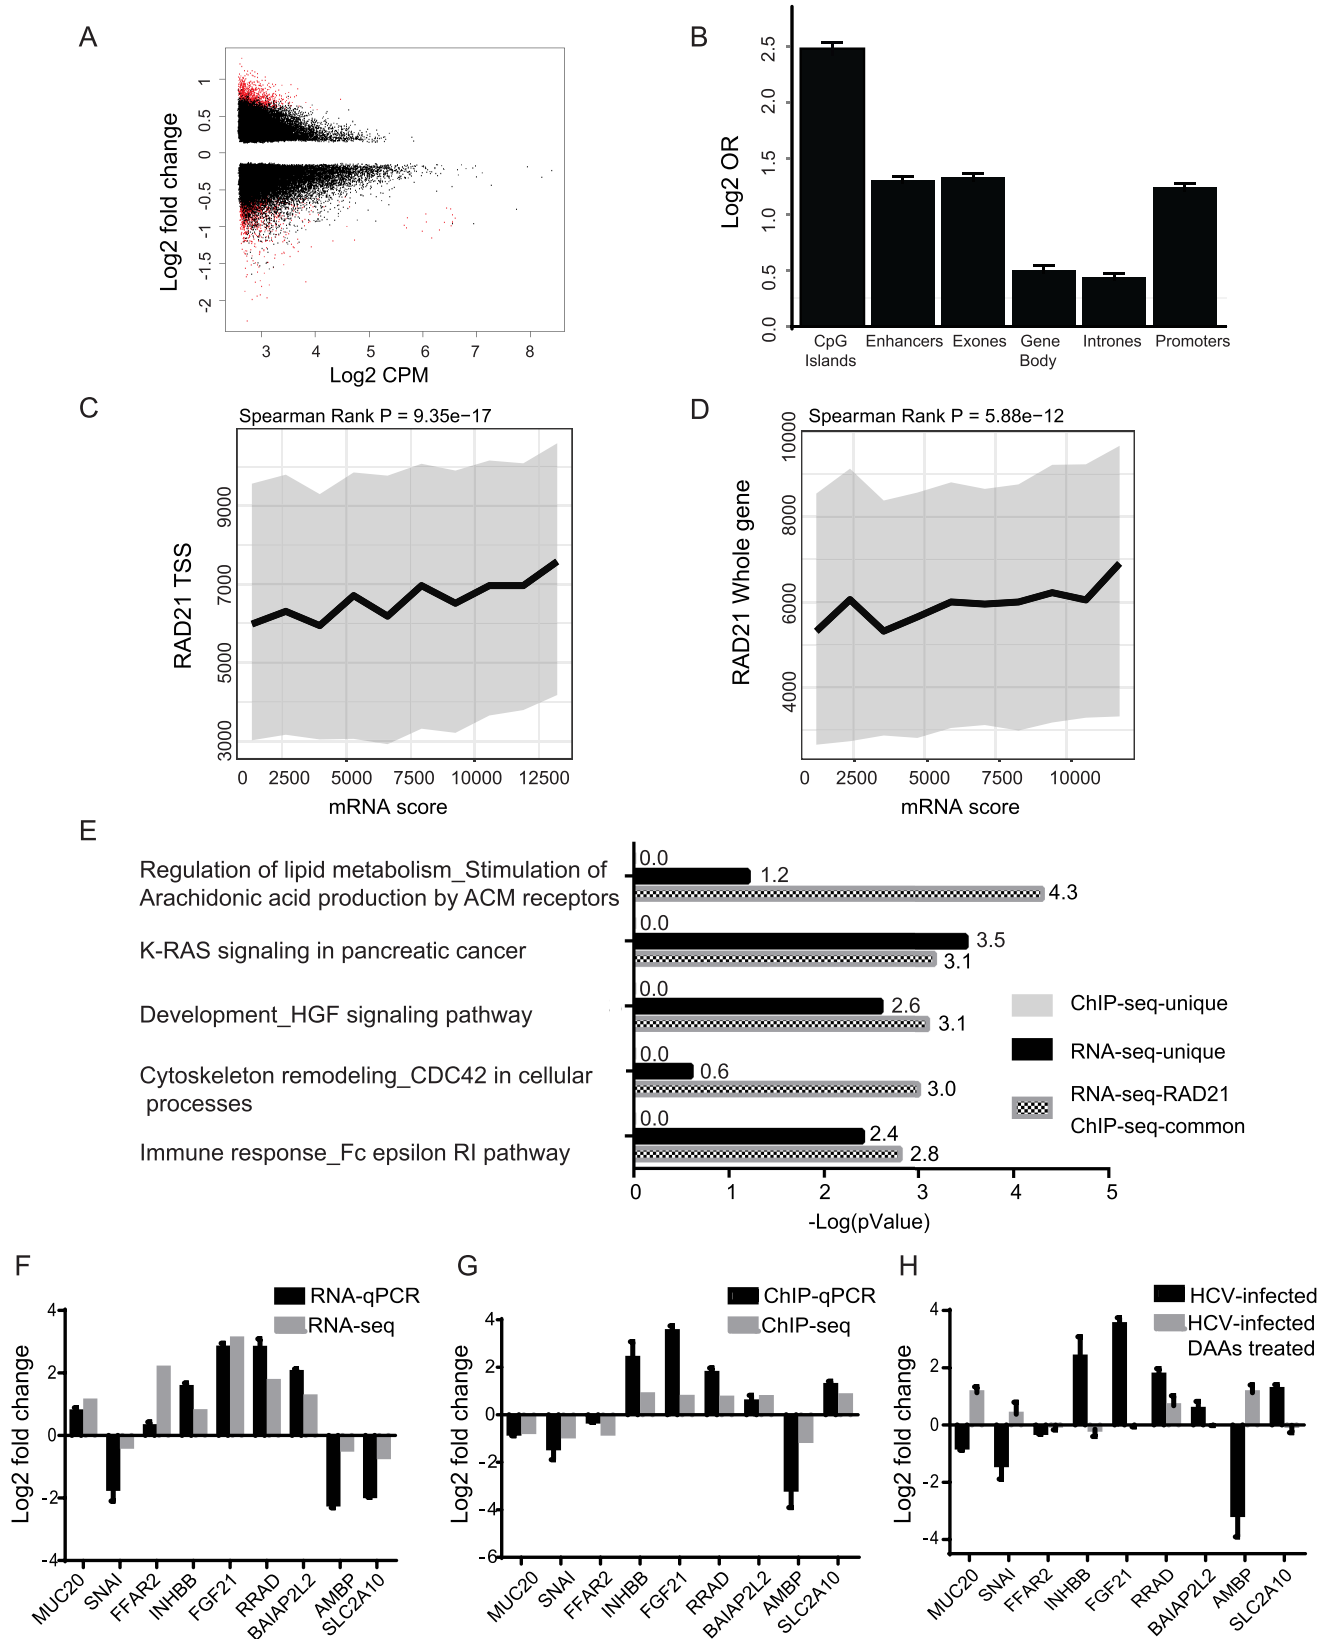 A
Log2 fold change
1
0.5
0
-0.5
-1
-1.5
-2
3 4 5 6 7 8
Log2 CPM
B
Log2 OR
2.5
2.0
1.5
1.0
0.5
0.0
CpG Islands
Enhancers
Exones
Gene Body
Intrones
Promoters
C
Spearman Rank P = 9.35e−17
RAD21 TSS
9000
7000
5000
3000
0 2500 5000 7500 10000 12500
mRNA score
D
Spearman Rank P = 5.88e−12
RAD21 Whole gene
10000
8000
6000
4000
0 2500 5000 7500 10000
mRNA score
E
Regulation of lipid metabolism_Stimulation of
Arachidonic acid production by ACM receptors
0.0
1.2
4.3
K-RAS signaling in pancreatic cancer
0.0
3.5
3.1
Development_HGF signaling pathway
0.0
2.6
3.1
Cytoskeleton remodeling_CDC42 in cellular
processes
0.0
0.6
3.0
Immune response_Fc epsilon RI pathway
0.0
2.4
2.8
ChIP-seq-unique
RNA-seq-unique
RNA-seq-RAD21
ChIP-seq-common
0 1 2 3 4 5
-Log(pValue)
F
RNA-qPCR
RNA-seq
Log2 fold change
4
2
0
-2
-4
MUC20
SNAI
FFAR2
INHBB
FGF21
RRAD
BAIAP2L2
AMBP
SLC2A10
G
ChIP-qPCR
ChIP-seq
Log2 fold change
4
2
0
-2
-4
-6
MUC20
SNAI
FFAR2
INHBB
FGF21
RRAD
BAIAP2L2
AMBP
SLC2A10
H
HCV-infected
HCV-infected
DAAs treated
Log2 fold change
4
2
0
-2
-4
MUC20
SNAI
FFAR2
INHBB
FGF21
RRAD
BAIAP2L2
AMBP
SLC2A10